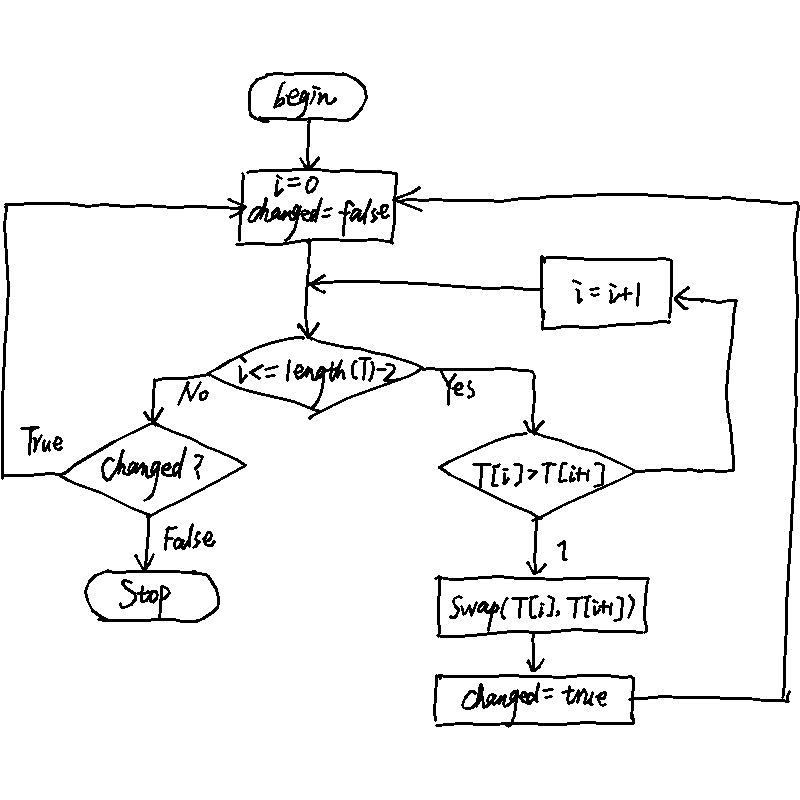 begin
i=0
changed=false
i=i+1
i<=length(T)-2
No
Yes
True
changed?
T[i]>T[i+1]
False
1
Stop
Swap(T[i], T[i+1])
changed=true